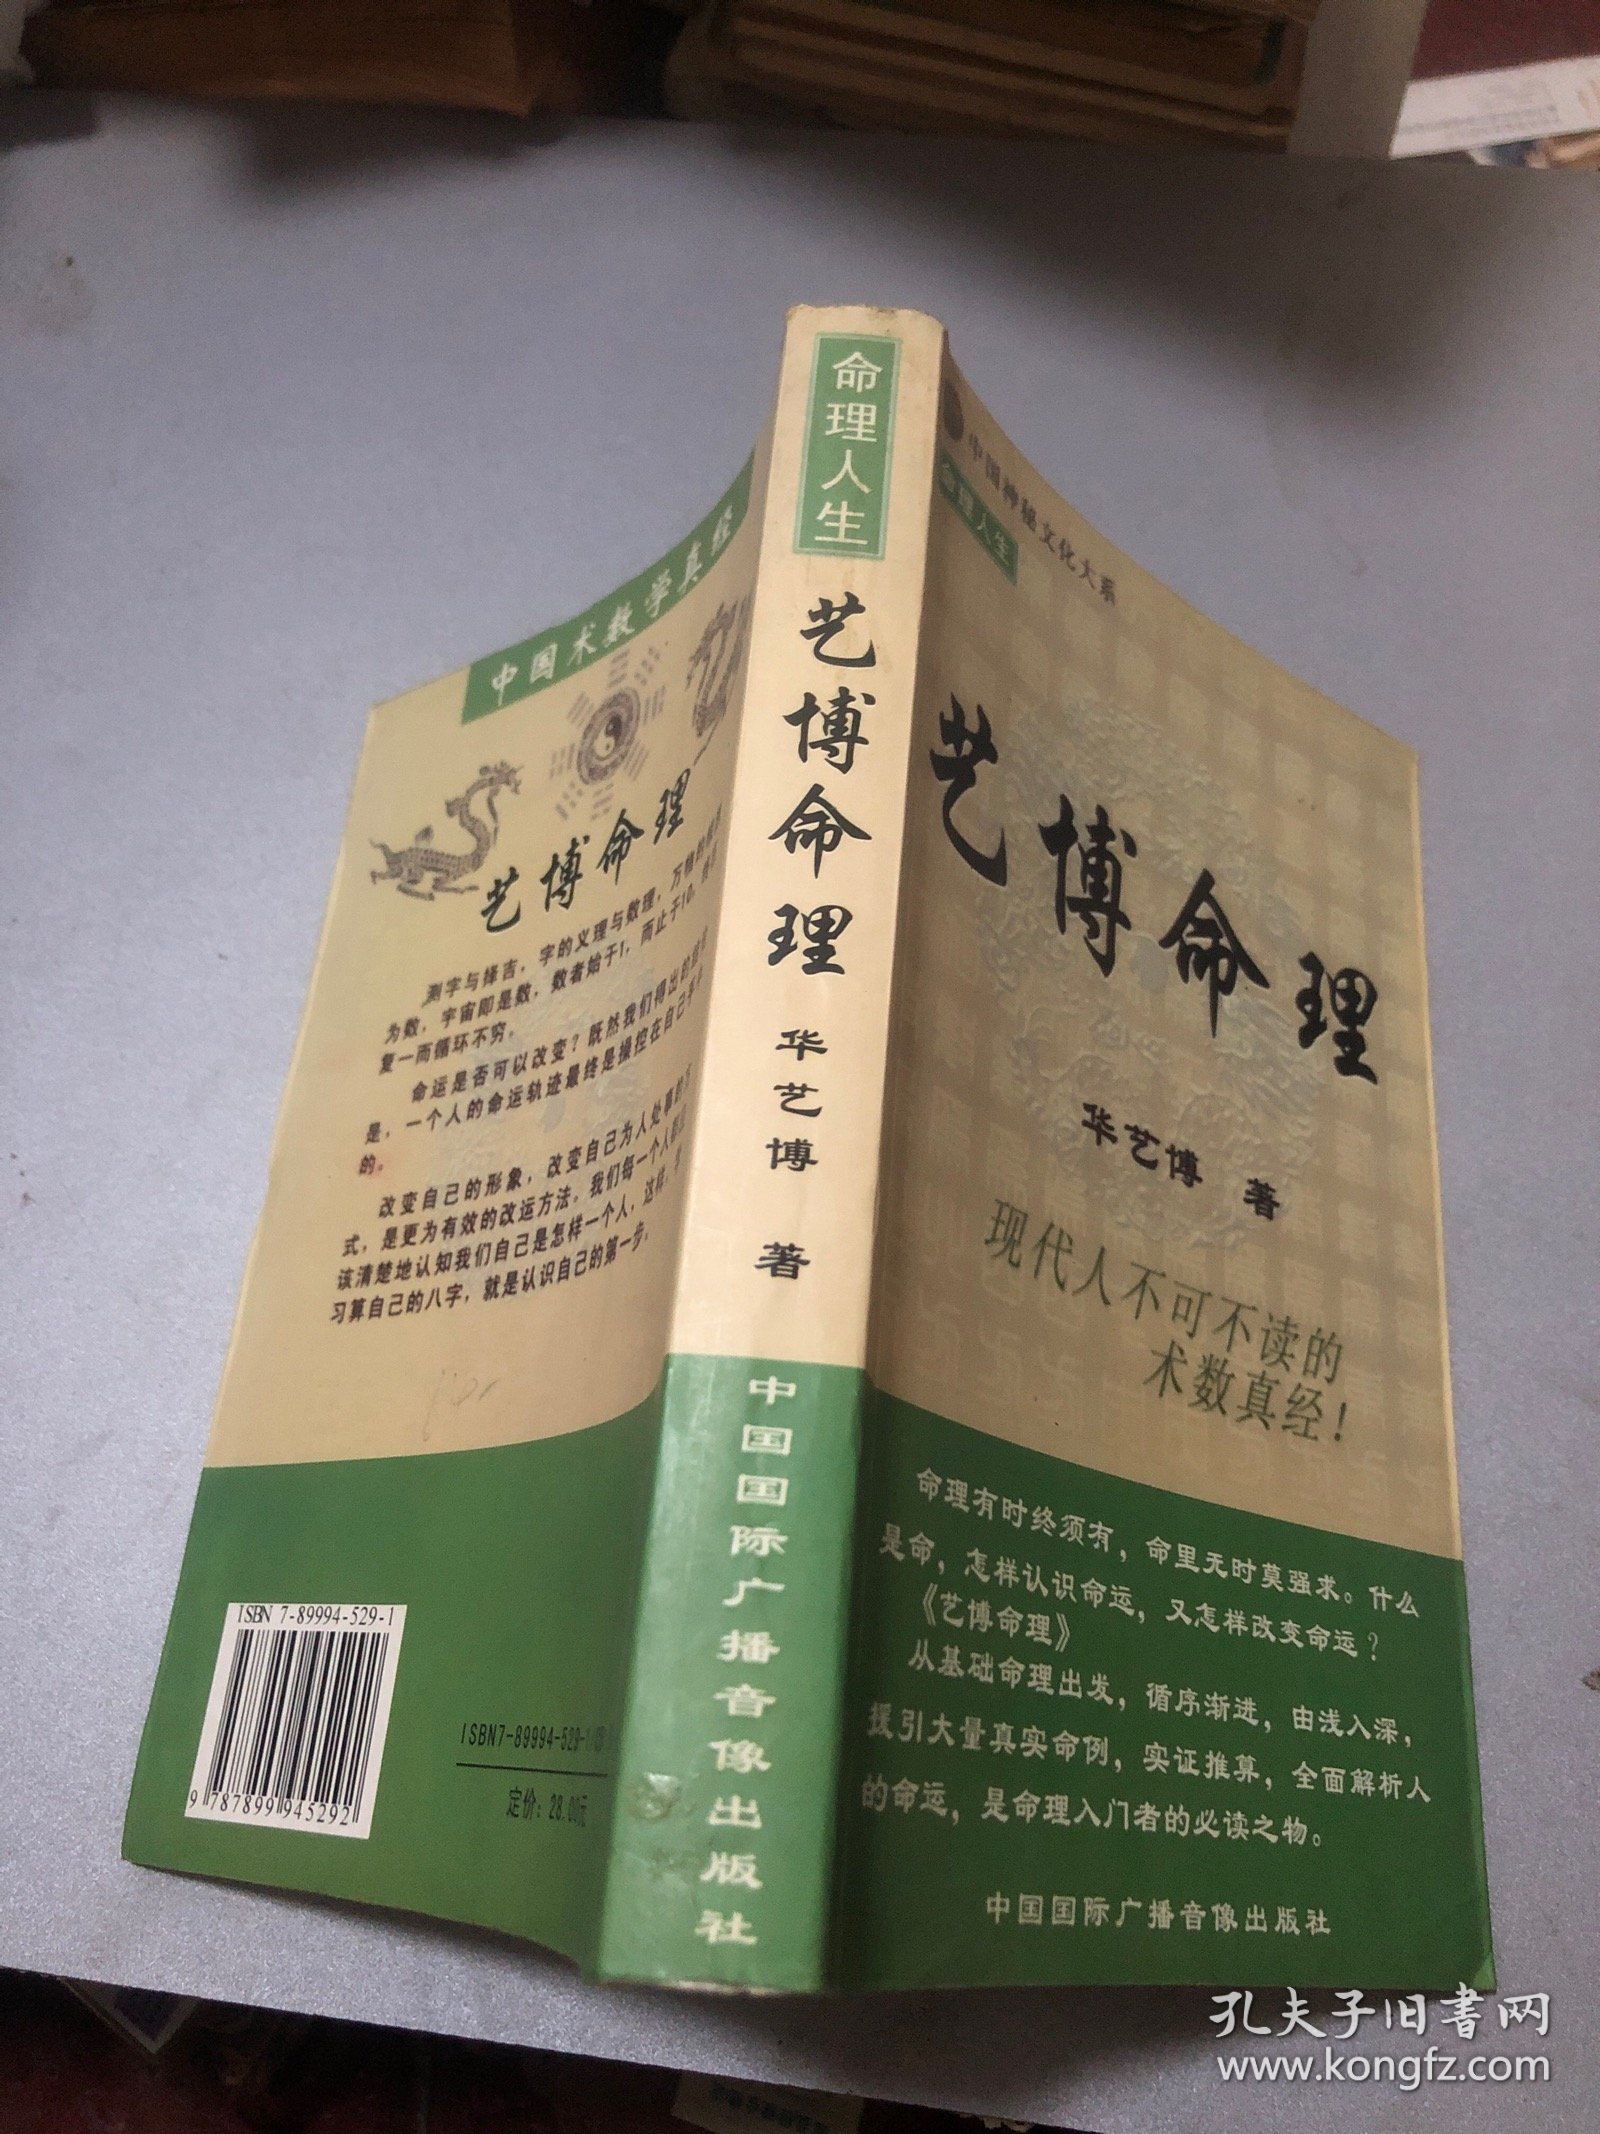 中国术数学真经
艺博命理
测字与择吉，字的义理与数理，万物
为数，宇宙即是数，数者始于1，而止于10，
复一而循环不穷。
命运是否可以改变？既然我们得出的
是，一个人的命运轨迹最终是操控在自己手
的。
改变自己的形象，改变自己为人处事的
式，是更为有效的改运方法。我们每一个人
该清楚地认知我们自己是怎样一个人，这样，
习算自己的八字，就是认识自己的第一步。
ISBN 7-89994-529-1
9 787899 945292
ISBN7-89994-529-1
定价：28.00元
命理人生
艺博命理
华艺博 著
中国国际广播音像出版社
中国神秘文化大系
命理人生
艺博命理
华艺博 著
现代人不可不读的
术数真经！
命理有时终须有，命里无时莫强求。什么
是命，怎样认识命运，又怎样改变命运？
《艺博命理》
从基础命理出发，循序渐进，由浅入深，
援引大量真实命例，实证推算，全面解析人
的命运，是命理入门者的必读之物。
中国国际广播音像出版社
孔夫子旧书网
www.kongfz.com